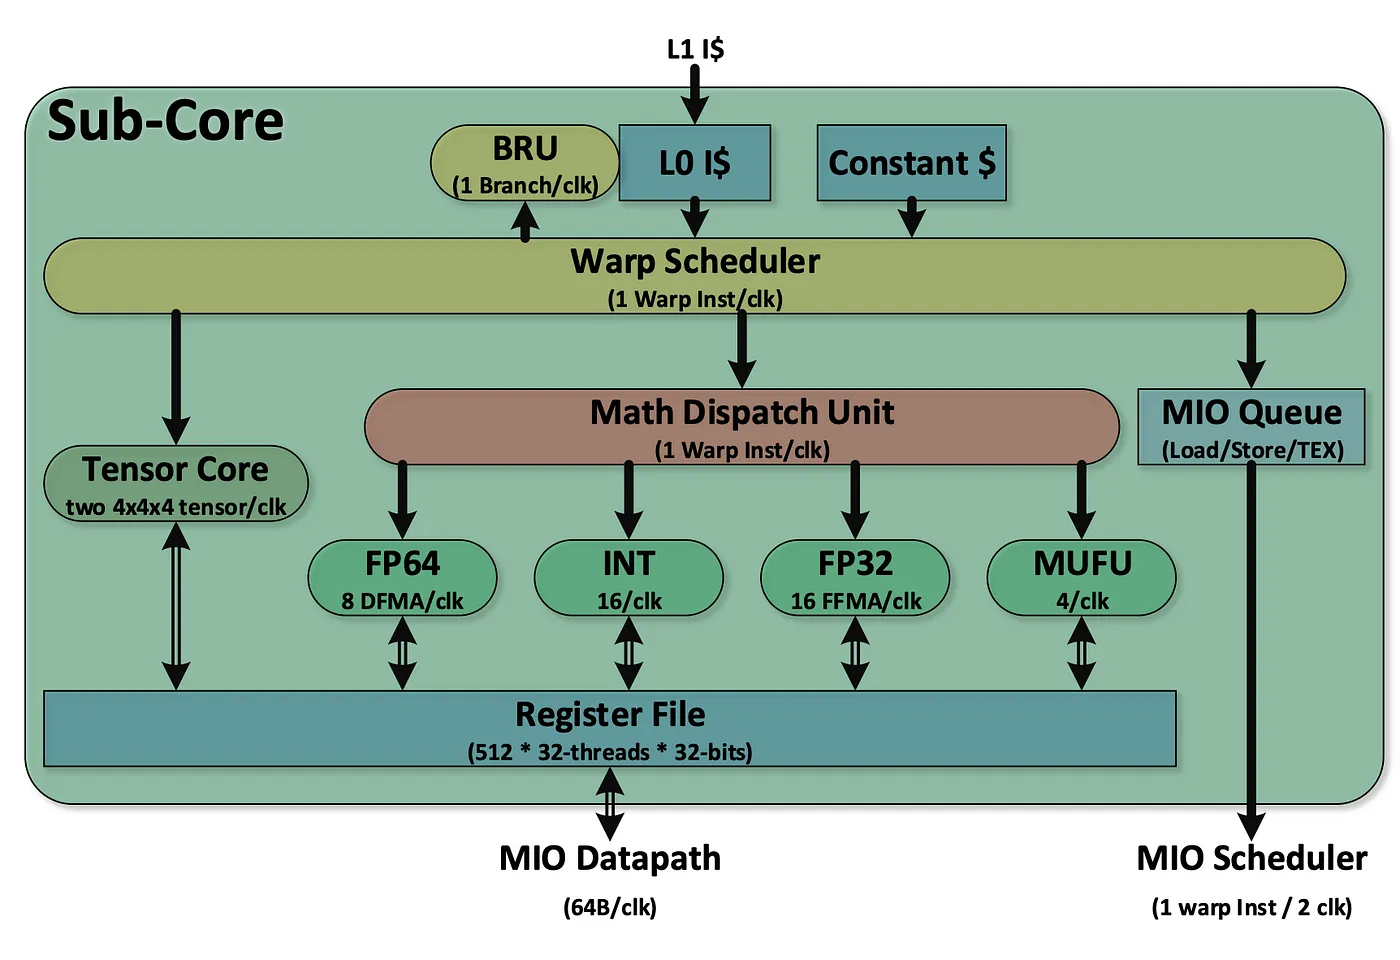 L1 I$
Sub-Core
BRU
(1 Branch/clk)
L0 I$
Constant $
Warp Scheduler
(1 Warp Inst/clk)
Math Dispatch Unit
(1 Warp Inst/clk)
MIO Queue
(Load/Store/TEX)
Tensor Core
two 4x4x4 tensor/clk
FP64
8 DFMA/clk
INT
16/clk
FP32
16 FFMA/clk
MUFU
4/clk
Register File
(512 * 32-threads * 32-bits)
MIO Datapath
(64B/clk)
MIO Scheduler
(1 warp Inst / 2 clk)